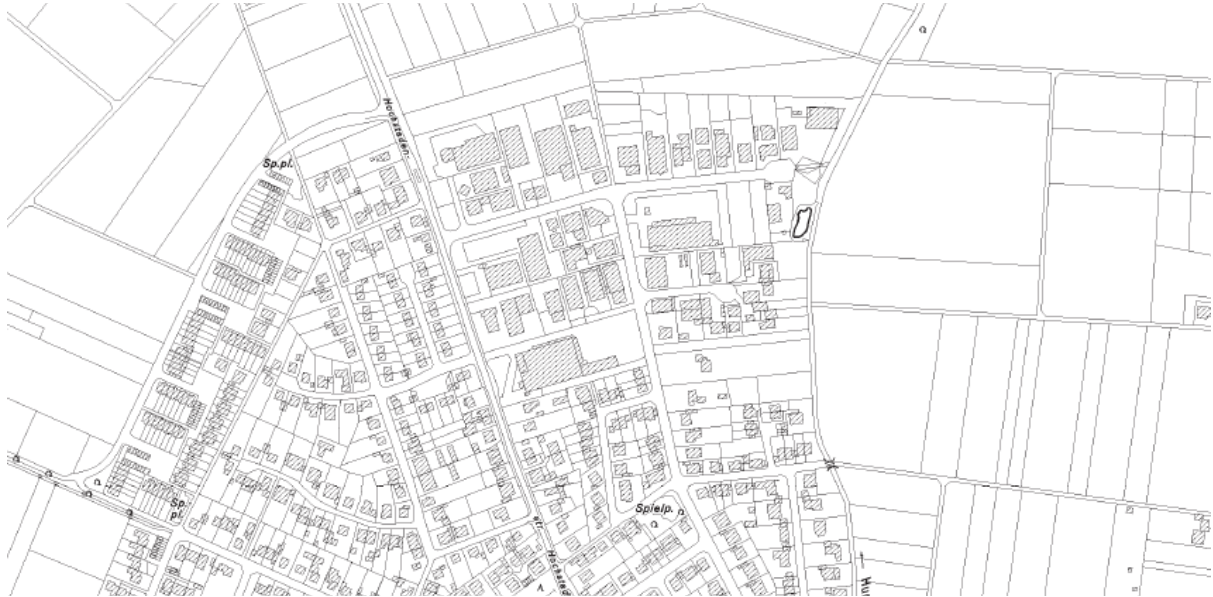 Hochstaden
Sp.pl.
Sp.
pl.
Spielp.
str.
Hochstad
Hu